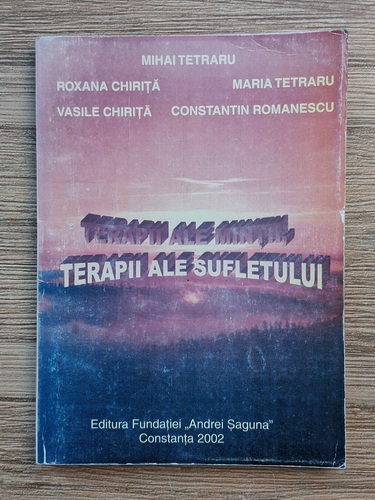 MIHAI TETRARU
ROXANA CHIRIȚĂ MARIA TETRARU
VASILE CHIRIȚĂ CONSTANTIN ROMANESCU
TERAPII ALE MINȚII,
TERAPII ALE SUFLETULUI
Editura Fundației „Andrei Șaguna"
Constanța 2002